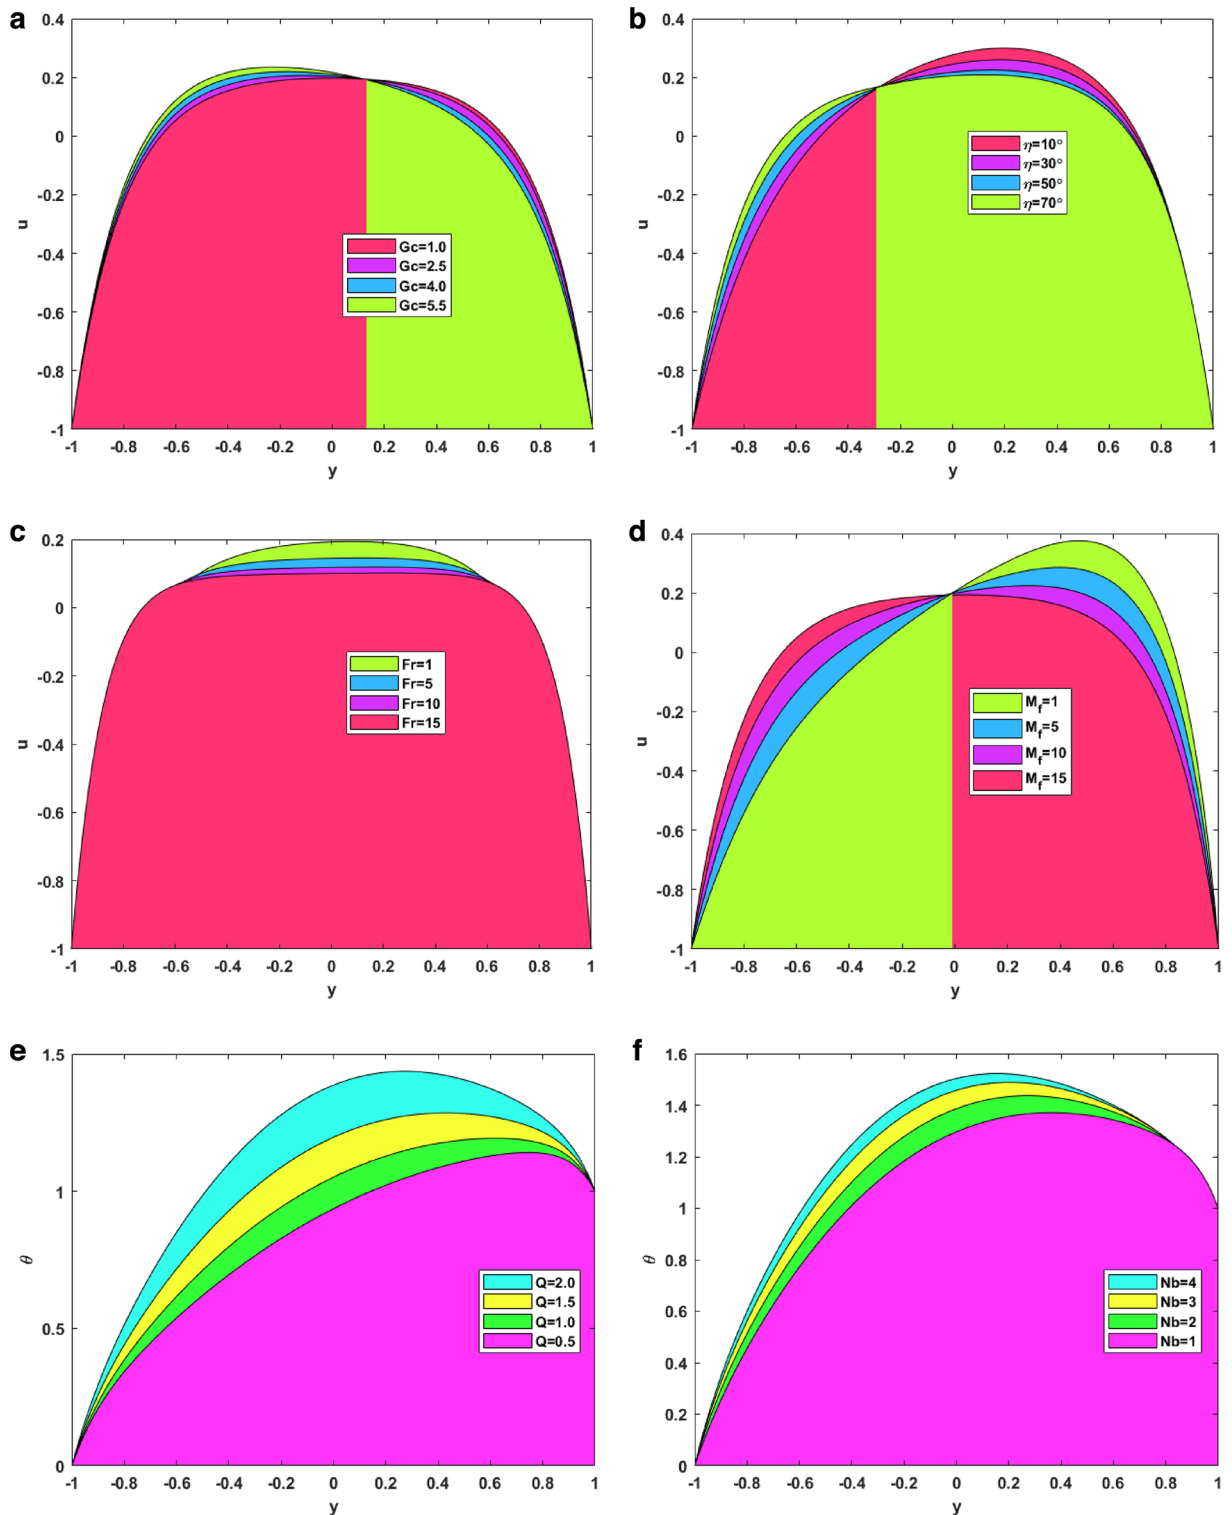 a
0.4
0.2
0
-0.2
-0.4
-0.6
-0.8
-1
u
Gc=1.0
Gc=2.5
Gc=4.0
Gc=5.5
-1 -0.8 -0.6 -0.4 -0.2 0 0.2 0.4 0.6 0.8 1
y
b
0.4
0.2
0
-0.2
-0.4
-0.6
-0.8
-1
u
η=10°
η=30°
η=50°
η=70°
-1 -0.8 -0.6 -0.4 -0.2 0 0.2 0.4 0.6 0.8 1
y
c
0.2
0
-0.2
-0.4
-0.6
-0.8
-1
u
Fr=1
Fr=5
Fr=10
Fr=15
-1 -0.8 -0.6 -0.4 -0.2 0 0.2 0.4 0.6 0.8 1
y
d
0.4
0.2
0
-0.2
-0.4
-0.6
-0.8
-1
u
M_f=1
M_f=5
M_f=10
M_f=15
-1 -0.8 -0.6 -0.4 -0.2 0 0.2 0.4 0.6 0.8 1
y
e
1.5
1
0.5
0
θ
Q=2.0
Q=1.5
Q=1.0
Q=0.5
-1 -0.8 -0.6 -0.4 -0.2 0 0.2 0.4 0.6 0.8 1
y
f
1.6
1.4
1.2
1
0.8
0.6
0.4
0.2
0
θ
Nb=4
Nb=3
Nb=2
Nb=1
-1 -0.8 -0.6 -0.4 -0.2 0 0.2 0.4 0.6 0.8 1
y